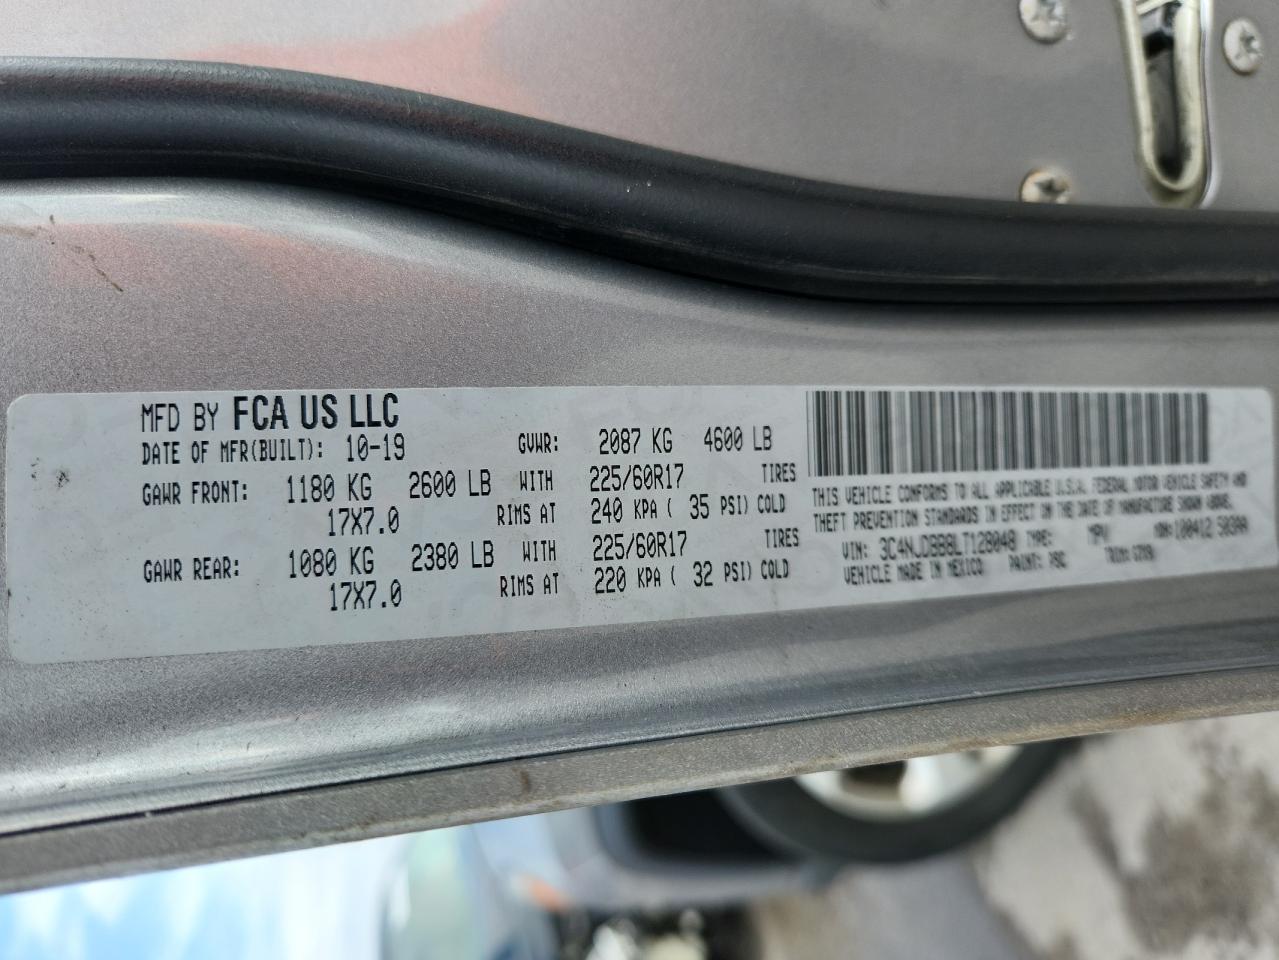 MFD BY FCA US LLC
DATE OF MFR(BUILT): 10-19 GVWR: 2087 KG 4600 LB
GAWR FRONT: 1180 KG 2600 LB WITH 225/60R17 TIRES
17X7.0 RIMS AT 240 KPA ( 35 PSI) COLD
GAWR REAR: 1080 KG 2380 LB WITH 225/60R17 TIRES
17X7.0 RIMS AT 220 KPA ( 32 PSI) COLD
THIS VEHICLE CONFORMS TO ALL APPLICABLE U.S.A. FEDERAL MOTOR VEHICLE SAFETY AND
THEFT PREVENTION STANDARDS IN EFFECT ON THE DATE OF MANUFACTURE SHOWN ABOVE.
VIN: 3C4NJDBB8LT128048 TYPE: MPV
VEHICLE MADE IN MEXICO PAINT: PSC TRIM: